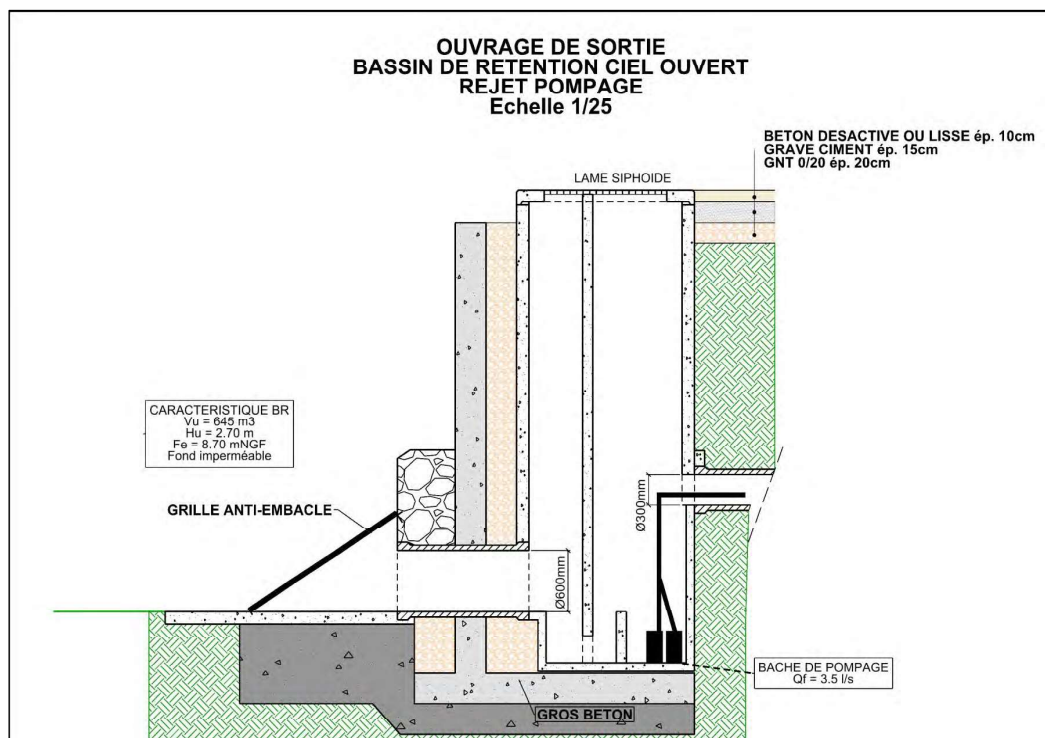 OUVRAGE DE SORTIE
BASSIN DE RETENTION CIEL OUVERT
REJET POMPAGE
Echelle 1/25
BETON DESACTIVE OU LISSE ép. 10cm
GRAVE CIMENT ép. 15cm
GNT 0/20 ép. 20cm
LAME SIPHOIDE
CARACTERISTIQUE BR
Vu = 645 m3
Hu = 2.70 m
Fe = 8.70 mNGF
Fond imperméable
GRILLE ANTI-EMBACLE
Ø300mm
Ø600mm
BACHE DE POMPAGE
Qf = 3.5 l/s
GROS BETON